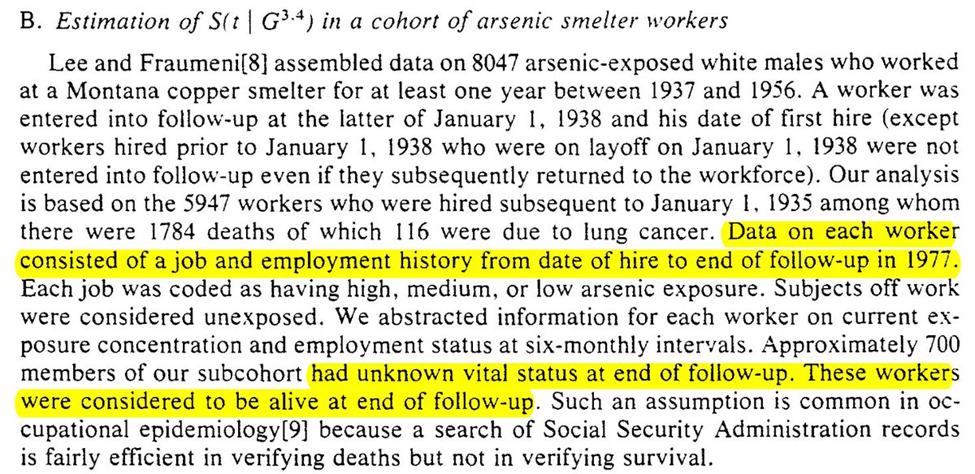 B. Estimation of S(t | G³·⁴) in a cohort of arsenic smelter workers
Lee and Fraumeni[8] assembled data on 8047 arsenic-exposed white males who worked
at a Montana copper smelter for at least one year between 1937 and 1956. A worker was
entered into follow-up at the latter of January 1, 1938 and his date of first hire (except
workers hired prior to January 1, 1938 who were on layoff on January 1, 1938 were not
entered into follow-up even if they subsequently returned to the workforce). Our analysis
is based on the 5947 workers who were hired subsequent to January 1, 1935 among whom
there were 1784 deaths of which 116 were due to lung cancer. Data on each worker
consisted of a job and employment history from date of hire to end of follow-up in 1977.
Each job was coded as having high, medium, or low arsenic exposure. Subjects off work
were considered unexposed. We abstracted information for each worker on current ex-
posure concentration and employment status at six-monthly intervals. Approximately 700
members of our subcohort had unknown vital status at end of follow-up. These workers
were considered to be alive at end of follow-up. Such an assumption is common in oc-
cupational epidemiology[9] because a search of Social Security Administration records
is fairly efficient in verifying deaths but not in verifying survival.